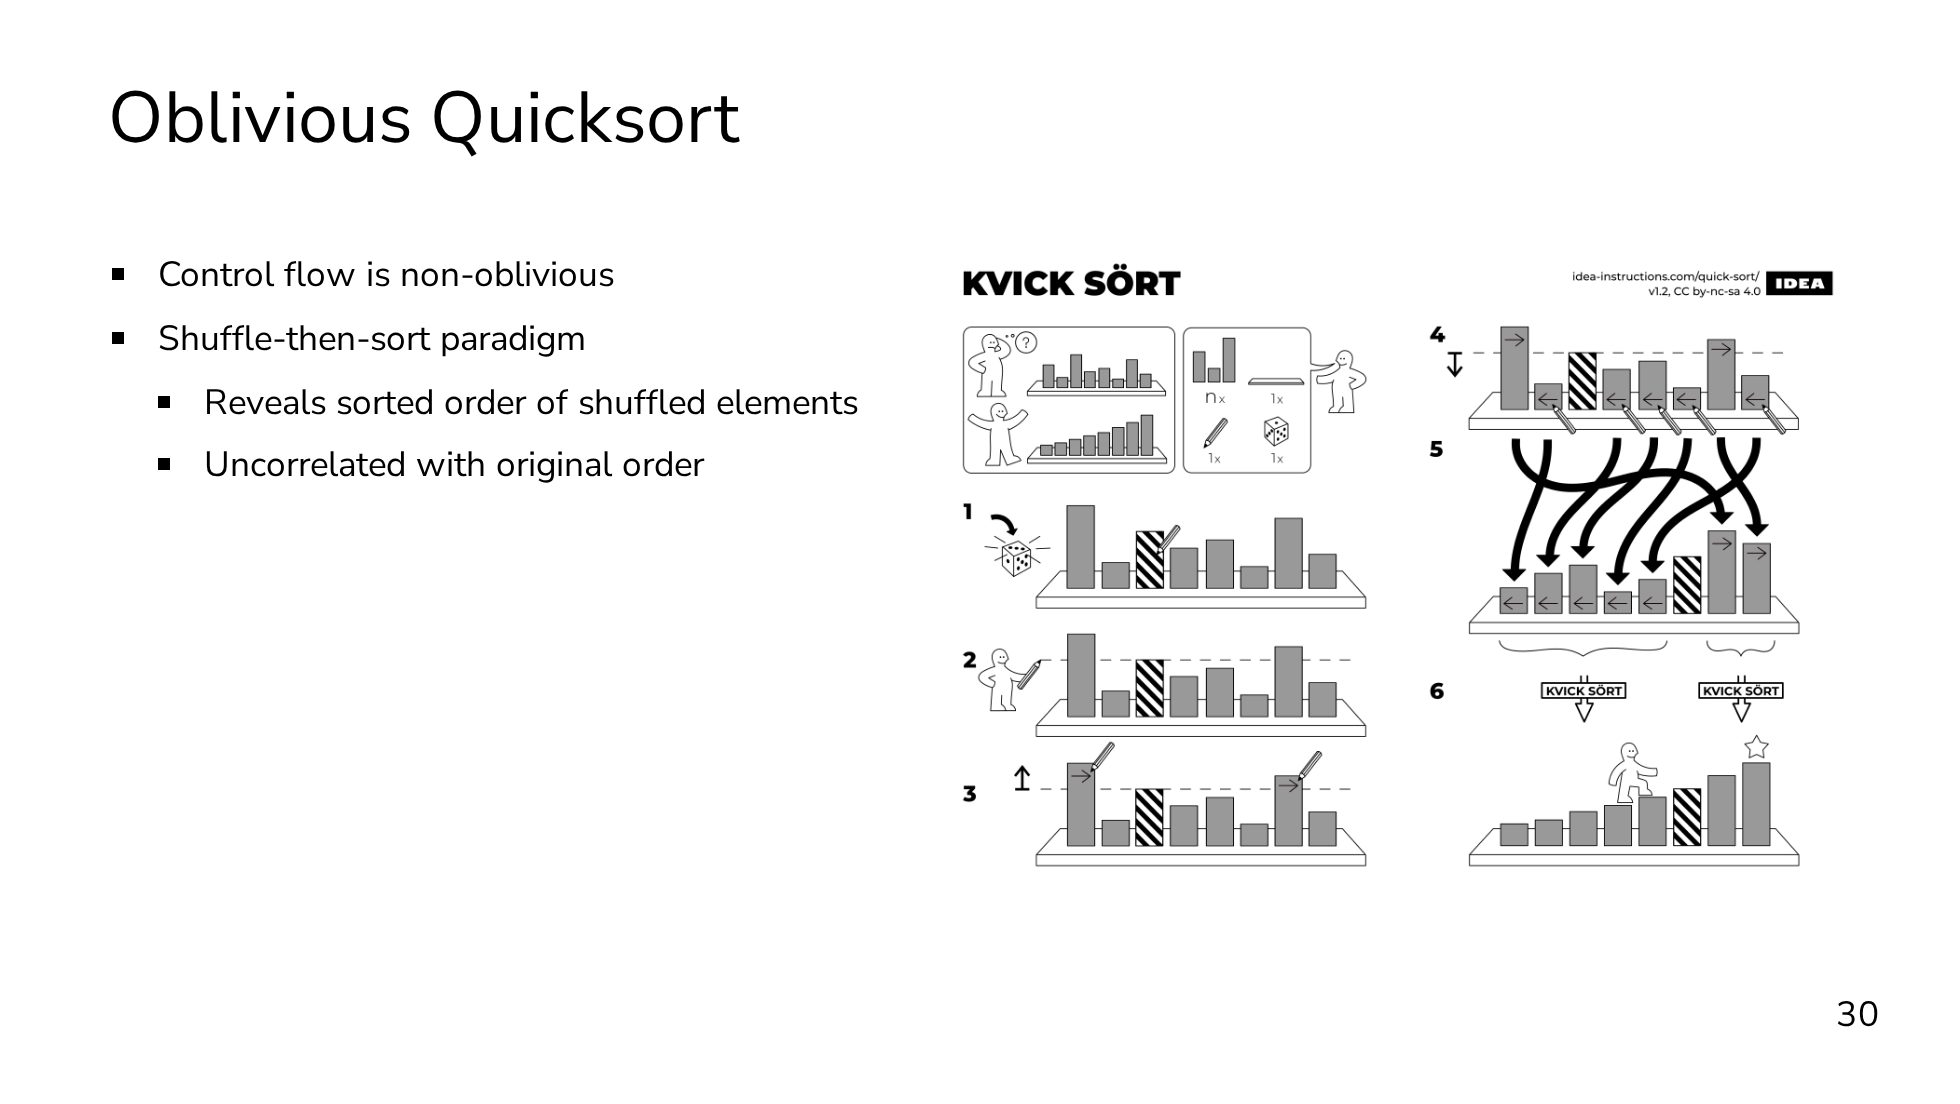 Oblivious Quicksort
Control flow is non-oblivious
Shuffle-then-sort paradigm
Reveals sorted order of shuffled elements
Uncorrelated with original order
KVICK SÖRT
idea-instructions.com/quick-sort/
v1.2, CC by-nc-sa 4.0
IDEA
?
nx
1x
1x
1x
1
2
3
4
5
6
KVICK SÖRT
KVICK SÖRT
30